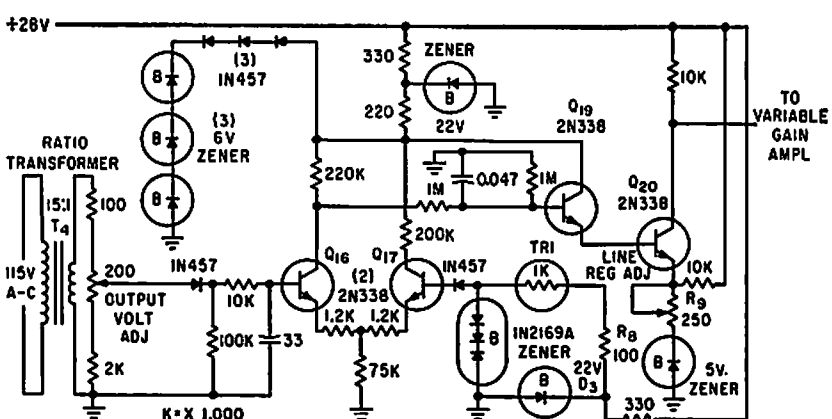 +28V
(3)
1N457
330
ZENER
B
22V
220
10K
TO
VARIABLE
GAIN
AMPL
B
B
B
(3)
6V
ZENER
RATIO
TRANSFORMER
15:1
T4
100
115V
A-C
200
OUTPUT
VOLT
ADJ
2K
220K
1M
0.047
1M
Q19
2N338
Q20
2N338
200K
LINE
REG ADJ
10K
R9
250
B
5V.
ZENER
1N457
10K
100K
33
Q16
Q17
(2)
2N338
1.2K
1.2K
75K
1N457
TR1
1K
B
1N2169A
ZENER
R8
100
22V
D3
B
330
K=X 1,000